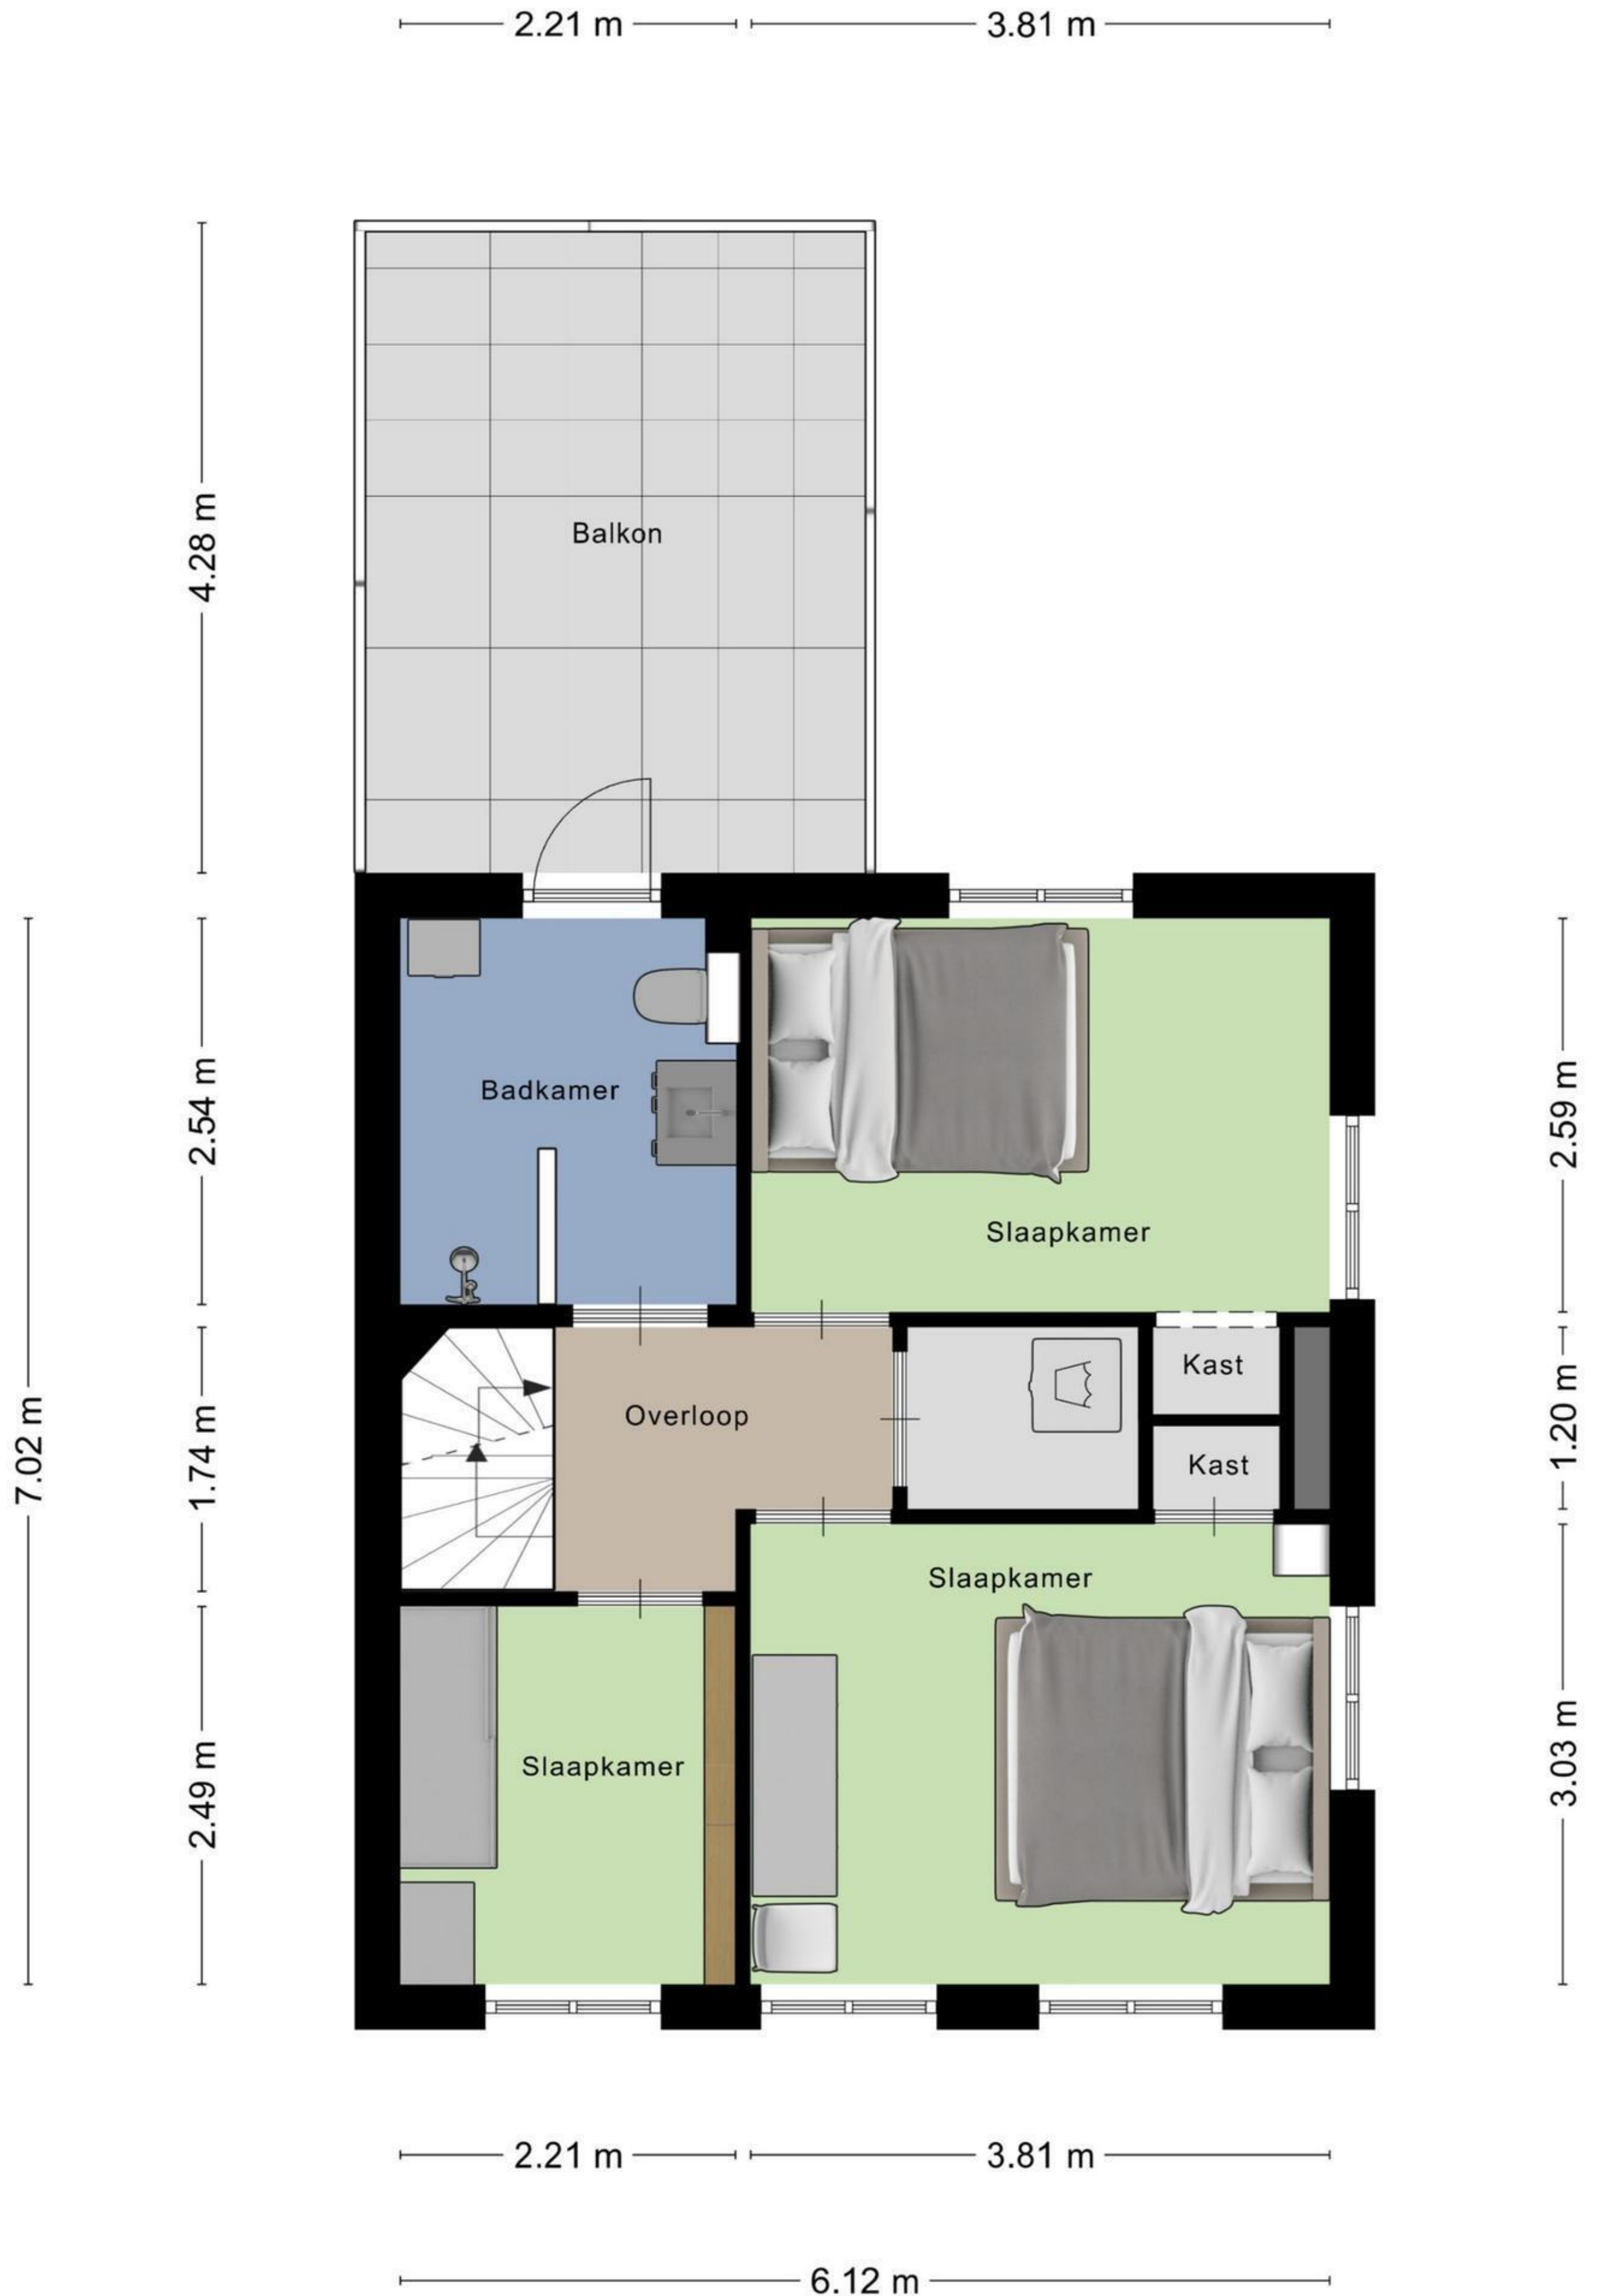 2.21 m
3.81 m
4.28 m
Balkon
Badkamer
2.54 m
2.59 m
Slaapkamer
Kast
Overloop
1.20 m
7.02 m
1.74 m
Kast
Slaapkamer
Slaapkamer
2.49 m
3.03 m
2.21 m
3.81 m
6.12 m